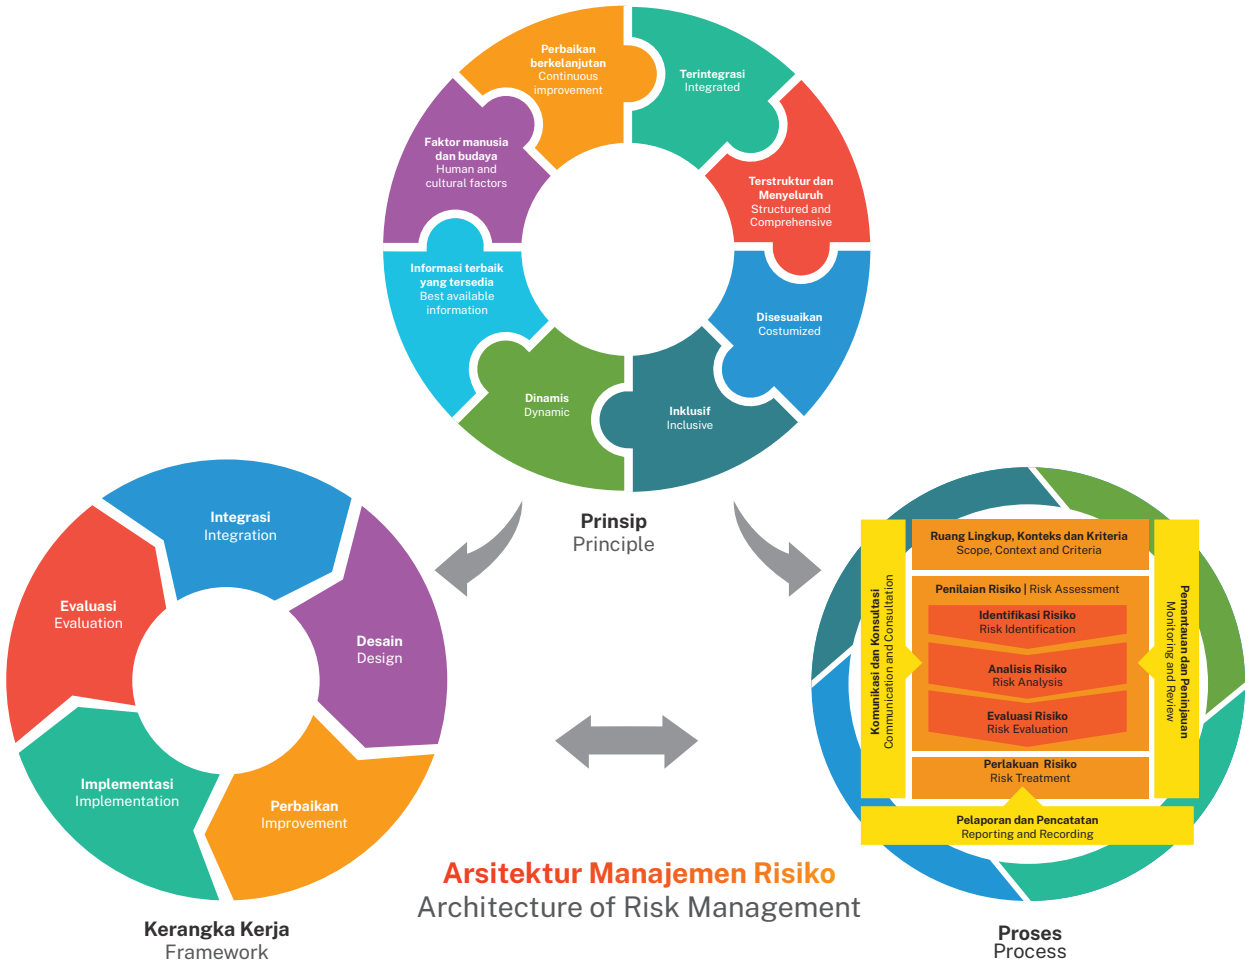 Perbaikan
berkelanjutan
Continuous
improvement
Terintegrasi
Integrated
Faktor manusia
dan budaya
Human and
cultural factors
Terstruktur dan
Menyeluruh
Structured and
Comprehensive
Informasi terbaik
yang tersedia
Best available
information
Disesuaikan
Costumized
Dinamis
Dynamic
Inklusif
Inclusive
Prinsip
Principle
Integrasi
Integration
Evaluasi
Evaluation
Desain
Design
Implementasi
Implementation
Perbaikan
Improvement
Kerangka Kerja
Framework
Ruang Lingkup, Konteks dan Kriteria
Scope, Context and Criteria
Penilaian Risiko | Risk Assessment
Identifikasi Risiko
Risk Identification
Analisis Risiko
Risk Analysis
Evaluasi Risiko
Risk Evaluation
Perlakuan Risiko
Risk Treatment
Komunikasi dan Konsultasi
Communication and Consultation
Pemantauan dan Peninjauan
Monitoring and Review
Pelaporan dan Pencatatan
Reporting and Recording
Proses
Process
Arsitektur Manajemen Risiko
Architecture of Risk Management